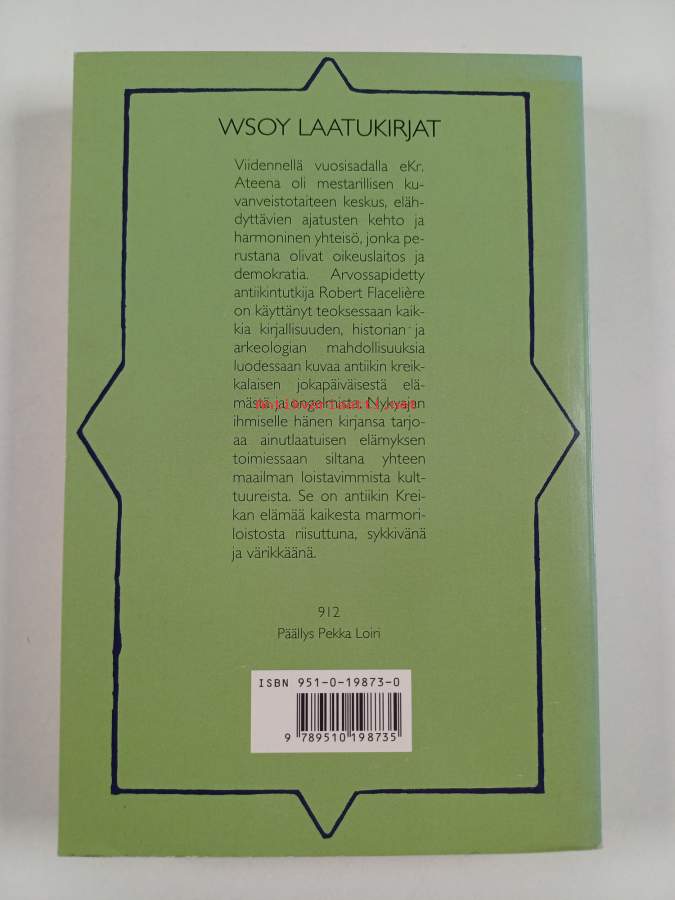 WSOY LAATUKIRJAT
Viidennellä vuosisadalla eKr.
Ateena oli mestarillisen ku-
vanveistotaiteen keskus, eläh-
dyttävien ajatusten kehto ja
harmoninen yhteisö, jonka pe-
rustana olivat oikeuslaitos ja
demokratia. Arvossapidetty
antiikintutkija Robert Flacelière
on käyttänyt teoksessaan kaik-
kia kirjallisuuden, historian ja
arkeologian mahdollisuuksia
luodessaan kuvaa antiikin kreik-
kalaisen jokapäiväisestä elä-
mästä ja ongelmista. Nykyajan
Antikvariaatti.net
ihmiselle hänen kirjansa tarjo-
aa ainutlaatuisen elämyksen
toimiessaan siltana yhteen
maailman loistavimmista kult-
tuureista. Se on antiikin Krei-
kan elämää kaikesta marmori-
loistosta riisuttuna, sykkivänä
ja värikkäänä.
912
Päällys Pekka Loiri
ISBN 951-0-19873-0
9 789510 198735